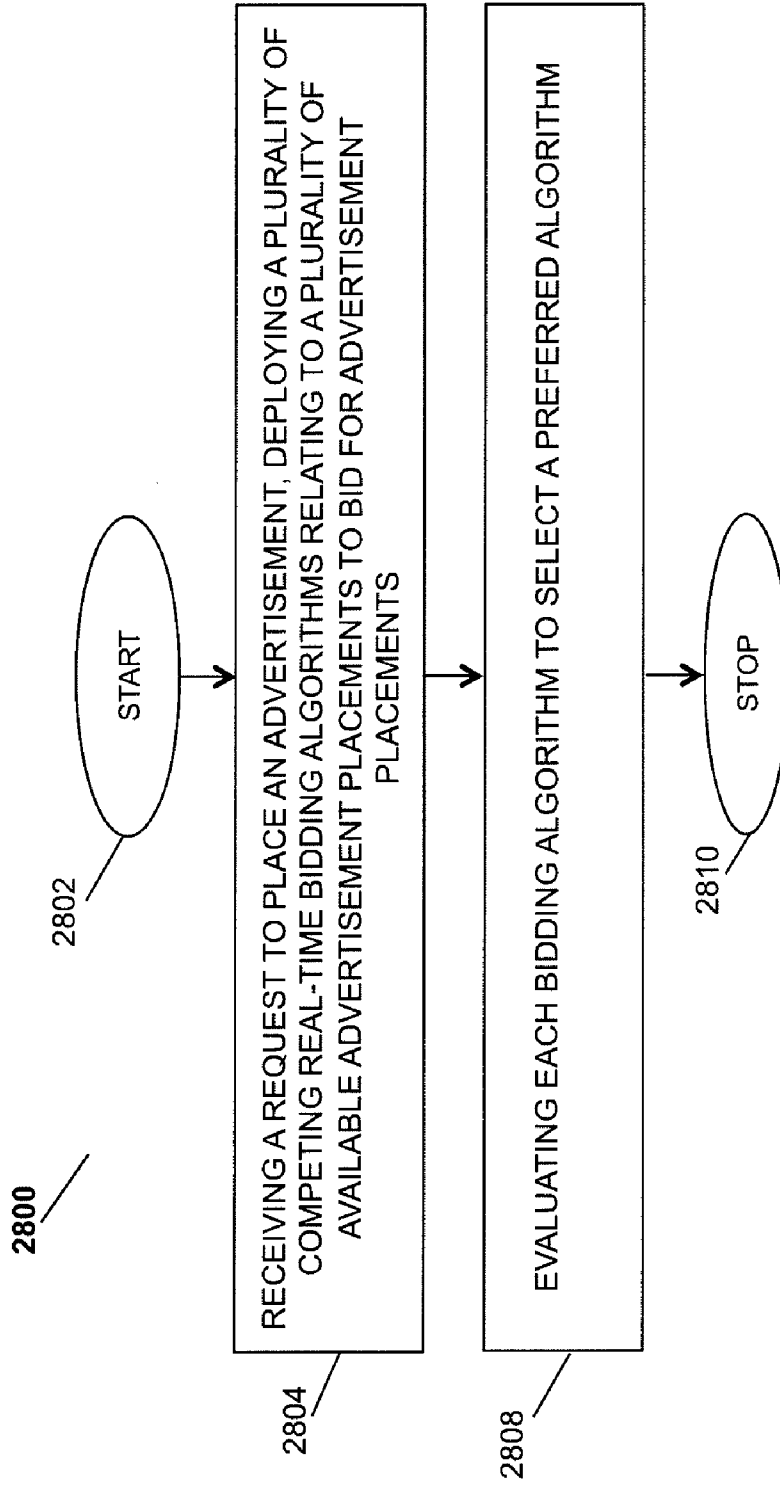 2800
2802
START
2804
RECEIVING A REQUEST TO PLACE AN ADVERTISEMENT, DEPLOYING A PLURALITY OF
COMPETING REAL-TIME BIDDING ALGORITHMS RELATING TO A PLURALITY OF
AVAILABLE ADVERTISEMENT PLACEMENTS TO BID FOR ADVERTISEMENT
PLACEMENTS
2808
EVALUATING EACH BIDDING ALGORITHM TO SELECT A PREFERRED ALGORITHM
2810
STOP